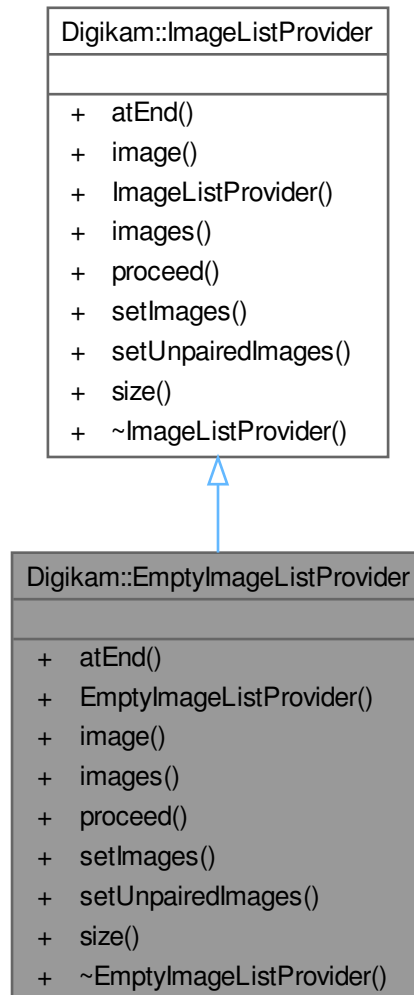 Digikam::ImageListProvider
+ atEnd()
+ image()
+ ImageListProvider()
+ images()
+ proceed()
+ setImages()
+ setUnpairedImages()
+ size()
+ ~ImageListProvider()
Digikam::EmptyImageListProvider
+ atEnd()
+ EmptyImageListProvider()
+ image()
+ images()
+ proceed()
+ setImages()
+ setUnpairedImages()
+ size()
+ ~EmptyImageListProvider()